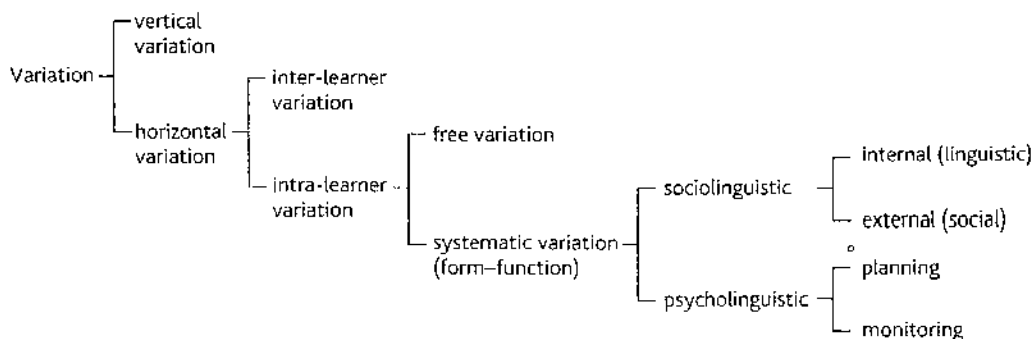 vertical
variation
Variation
inter-learner
variation
horizontal
variation
free variation
intra-learner
variation
internal (linguistic)
sociolinguistic
external (social)
systematic variation
(form–function)
planning
psycholinguistic
monitoring